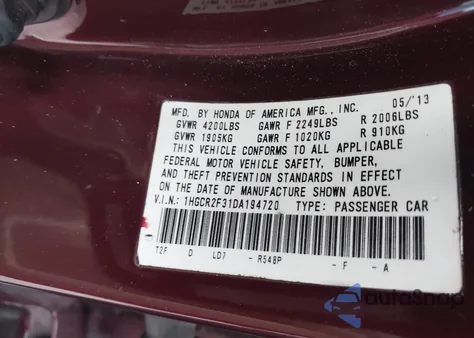 MFD. BY HONDA OF AMERICA MFG., INC. 05/'13
GVWR 4200LBS GAWR F 2249LBS R 2006LBS
GVWR 1905KG GAWR F 1020KG R 910KG
THIS VEHICLE CONFORMS TO ALL APPLICABLE
FEDERAL MOTOR VEHICLE SAFETY, BUMPER,
AND THEFT PREVENTION STANDARDS IN EFFECT
ON THE DATE OF MANUFACTURE SHOWN ABOVE.
V.I.N.: 1HGCR2F31DA194720 TYPE: PASSENGER CAR
T2F D LD7 - R548P - F - A
AutoSnap